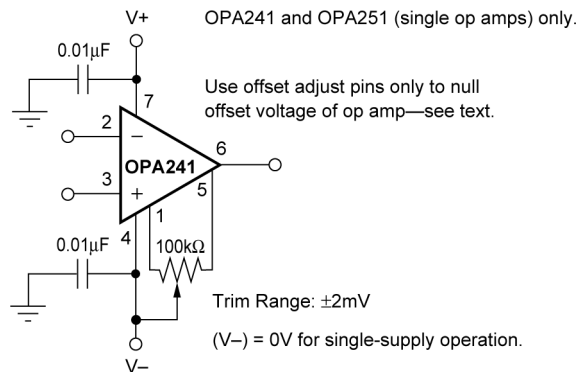 V+
OPA241 and OPA251 (single op amps) only.
0.01μF
7
Use offset adjust pins only to null
offset voltage of op amp—see text.
2
−
6
OPA241
3
+
5
1
4
0.01μF
100kΩ
Trim Range: ±2mV
(V–) = 0V for single-supply operation.
V–